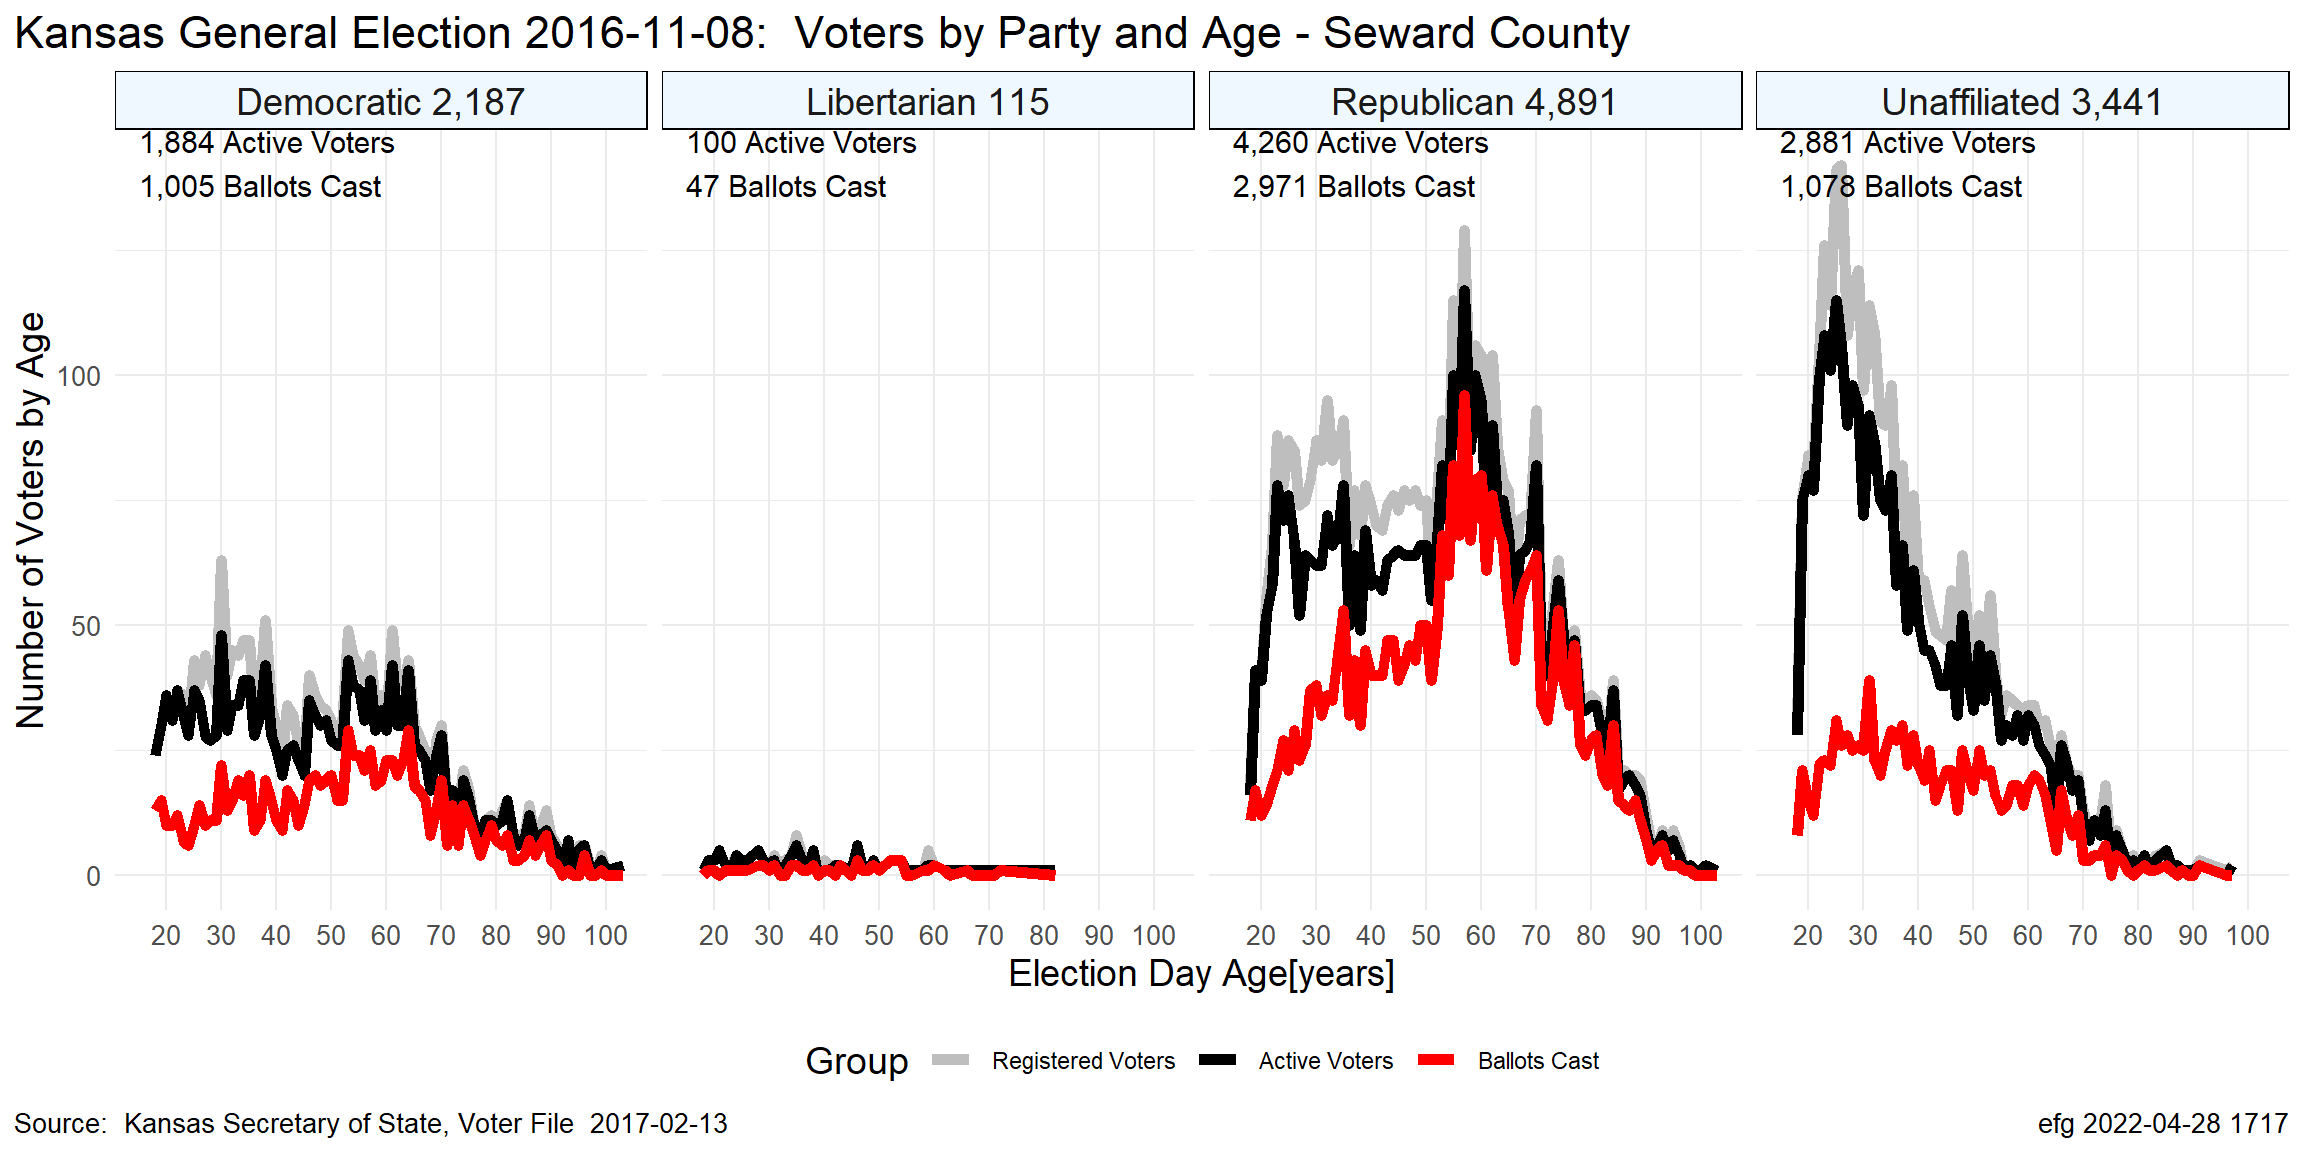 Kansas General Election 2016-11-08:  Voters by Party and Age - Seward County
Democratic 2,187
Libertarian 115
Republican 4,891
Unaffiliated 3,441
1,884 Active Voters
1,005 Ballots Cast
100 Active Voters
47 Ballots Cast
4,260 Active Voters
2,971 Ballots Cast
2,881 Active Voters
1,078 Ballots Cast
Number of Voters by Age
100
50
0
20 30 40 50 60 70 80 90 100
20 30 40 50 60 70 80 90 100
20 30 40 50 60 70 80 90 100
20 30 40 50 60 70 80 90 100
Election Day Age[years]
Group Registered Voters Active Voters Ballots Cast
Source:  Kansas Secretary of State, Voter File  2017-02-13
efg 2022-04-28 1717